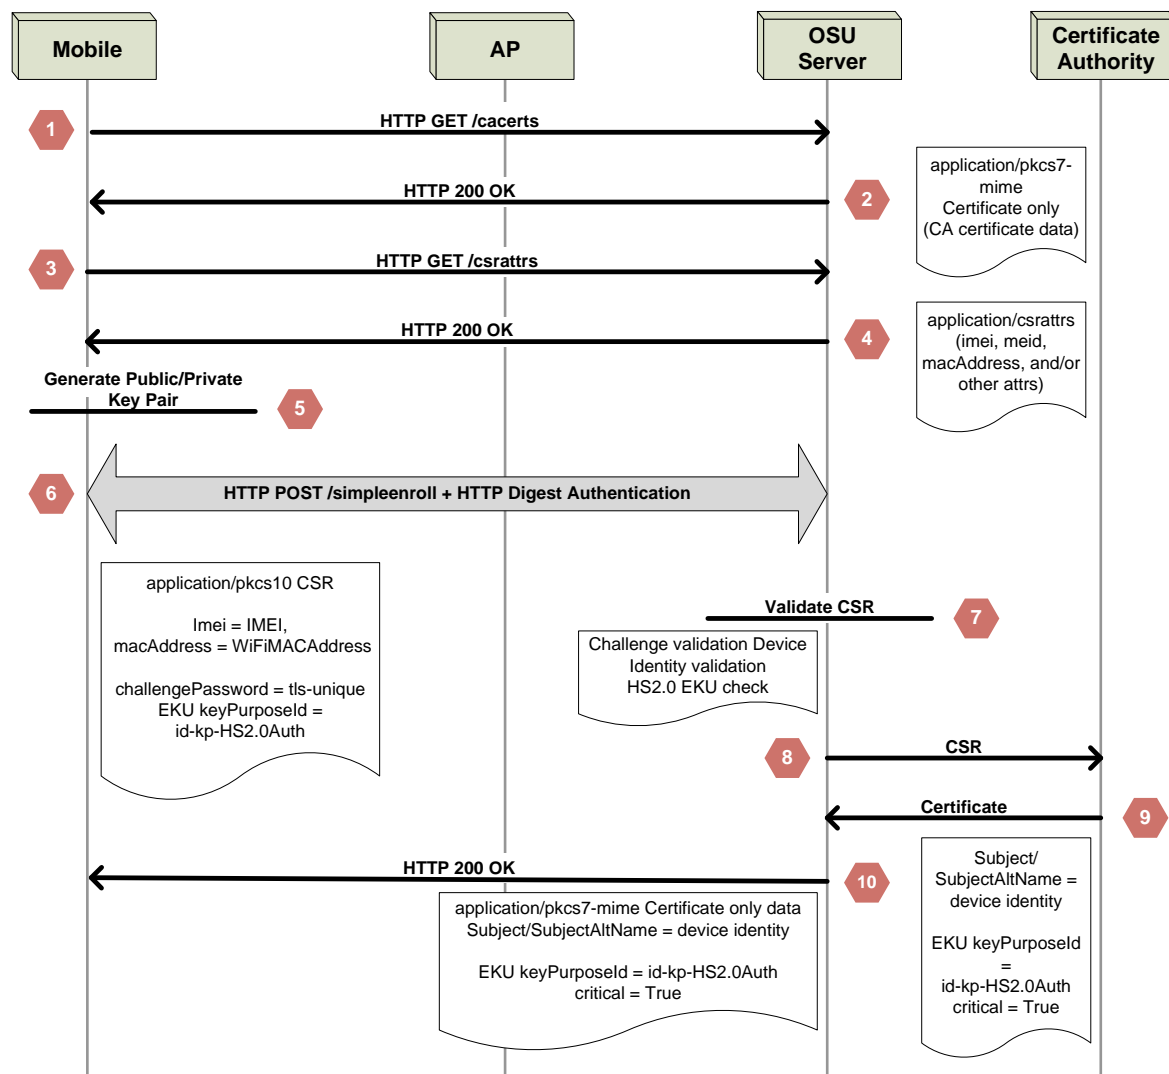 Mobile
AP
OSU
Server
Certificate
Authority
1
HTTP GET /cacerts
HTTP 200 OK
2
application/pkcs7-
mime
Certificate only
(CA certificate data)
3
HTTP GET /csrattrs
HTTP 200 OK
4
application/csrattrs
(imei, meid,
macAddress, and/or
other attrs)
Generate Public/Private
Key Pair
5
6
HTTP POST /simpleenroll + HTTP Digest Authentication
application/pkcs10 CSR
Imei = IMEI,
macAddress = WiFiMACAddress
challengePassword = tls-unique
EKU keyPurposeId =
id-kp-HS2.0Auth
Validate CSR
7
Challenge validation Device
Identity validation
HS2.0 EKU check
8
CSR
Certificate
9
Subject/
SubjectAltName =
device identity
EKU keyPurposeId
=
id-kp-HS2.0Auth
critical = True
HTTP 200 OK
10
application/pkcs7-mime Certificate only data
Subject/SubjectAltName = device identity
EKU keyPurposeId = id-kp-HS2.0Auth
critical = True